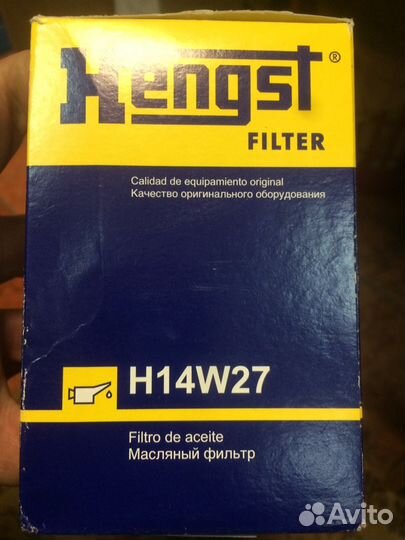 Hengst®
FILTER
Calidad de equipamiento original
Качество оригинального оборудования
H14W27
Filtro de aceite
Масляный фильтр
Avito